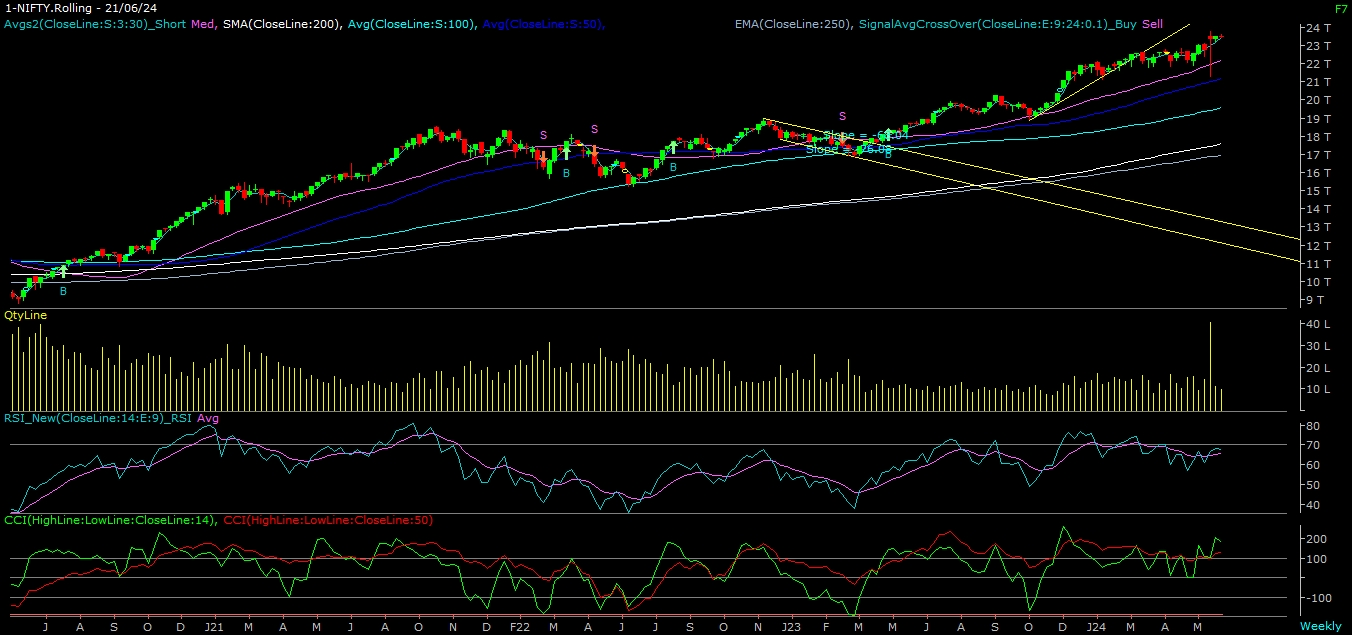 1-NIFTY.Rolling - 21/06/24 F7
Avgs2(CloseLine:S:3:30)_Short Med, SMA(CloseLine:200), Avg(CloseLine:S:100), Avg(CloseLine:S:50), EMA(CloseLine:250), SignalAvgCrossOver(CloseLine:E:9:24:0.1)_Buy Sell
24 T
23 T
22 T
21 T
20 T
19 T
S
S
S
18 T
Slope =
Slope =
B
17 T
B
B
16 T
15 T
14 T
13 T
12 T
11 T
B
10 T
9 T
QtyLine
40 L
30 L
20 L
10 L
RSI_New(CloseLine:14:E:9)_RSI Avg
80
70
60
50
40
CCI(HighLine:LowLine:CloseLine:14), CCI(HighLine:LowLine:CloseLine:50)
200
100
-100
J A S O D J21 M A M J J A O N D F22 M A J J S O N J23 F M M J A S O D J24 M A M Weekly